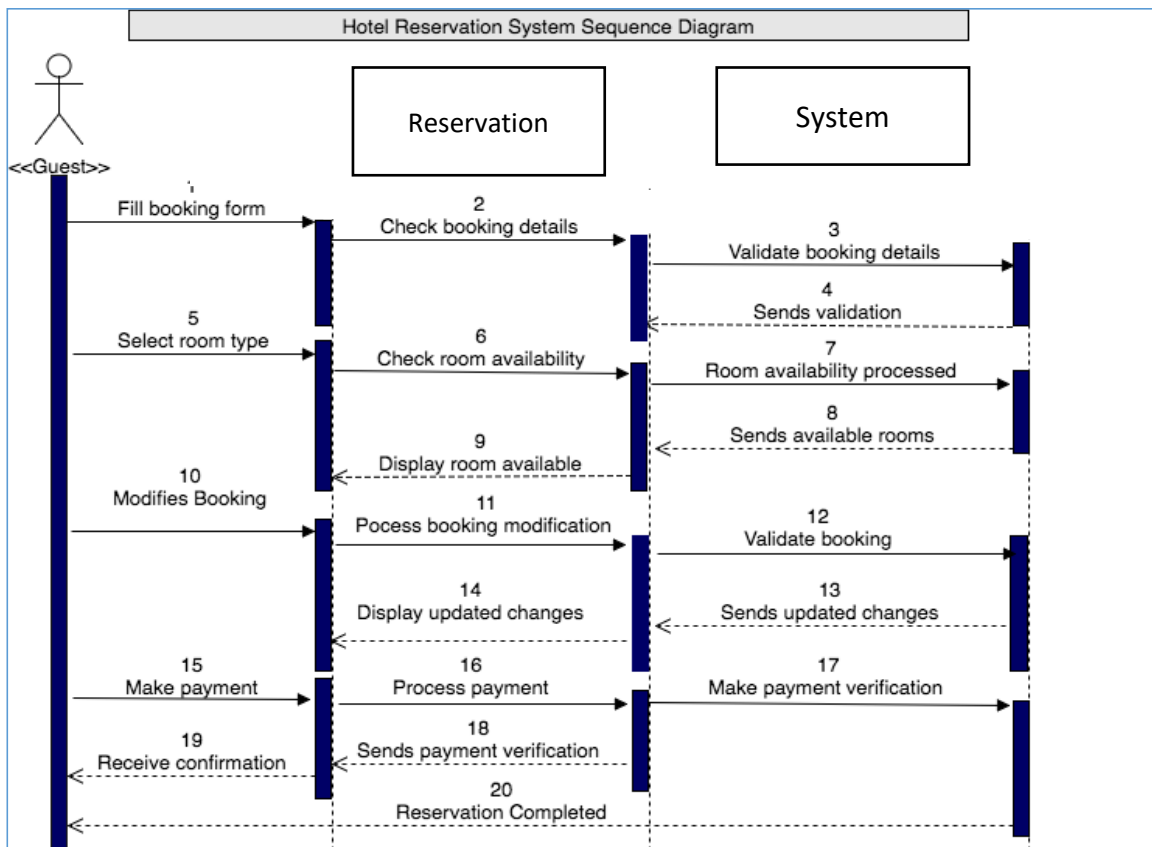 Hotel Reservation System Sequence Diagram
Reservation
System
<<Guest>>
Fill booking form
2
Check booking details
3
Validate booking details
4
Sends validation
5
Select room type
6
Check room availability
7
Room availability processed
8
Sends available rooms
9
Display room available
10
Modifies Booking
11
Pocess booking modification
12
Validate booking
13
Sends updated changes
14
Display updated changes
15
Make payment
16
Process payment
17
Make payment verification
18
Sends payment verification
19
Receive confirmation
20
Reservation Completed